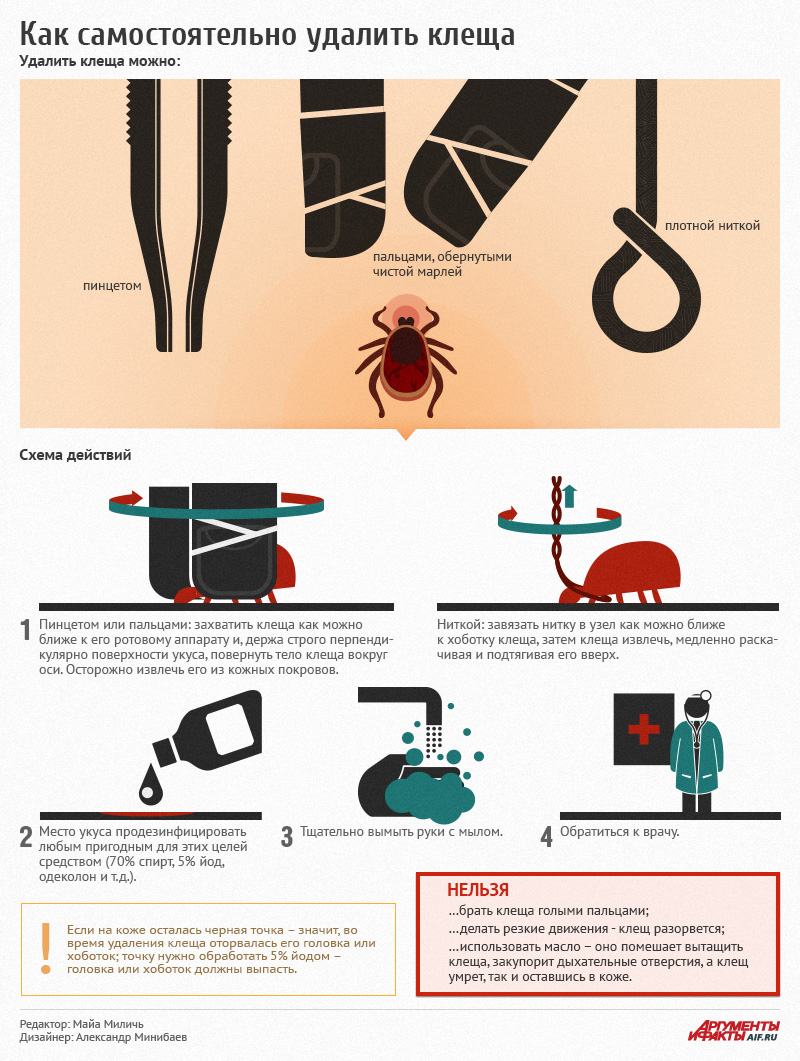 Как самостоятельно удалить клеща
Удалить клеща можно:
плотной ниткой
пальцами, обернутыми
чистой марлей
пинцетом
Схема действий
1
Пинцетом или пальцами: захватить клеща как можно
ближе к его ротовому аппарату и, держа строго перпенди-
кулярно поверхности укуса, повернуть тело клеща вокруг
оси. Осторожно извлечь его из кожных покровов.
Ниткой: завязать нитку в узел как можно ближе
к хоботку клеща, затем клеща извлечь, медленно раска-
чивая и подтягивая его вверх.
2
Место укуса продезинфицировать
любым пригодным для этих целей
средством (70% спирт, 5% йод,
одеколон и т.д.).
3
Тщательно вымыть руки с мылом.
4
Обратиться к врачу.
!
Если на коже осталась черная точка – значит, во
время удаления клеща оторвалась его головка или
хоботок; точку нужно обработать 5% йодом –
головка или хоботок должны выпасть.
НЕЛЬЗЯ
...брать клеща голыми пальцами;
...делать резкие движения - клещ разорвется;
...использовать масло – оно помешает вытащить
клеща, закупорит дыхательные отверстия, а клещ
умрет, так и оставшись в коже.
Редактор: Майа Миличь
Дизайнер: Александр Минибаев
АРГУМЕНТЫ
И ФАКТЫ AIF.RU